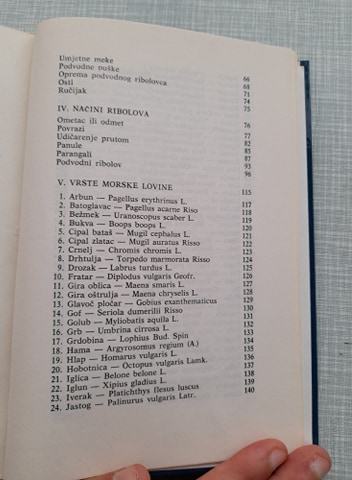 Umjetne meke 66
Podvodne puške 68
Oprema podvodnog ribolovca 71
Osti 74
Ručijak 75
IV. NAČINI RIBOLOVA 76
Ometac ili odmet 77
Povrazi 82
Udičarenje prutom 85
Panule 87
Parangali 93
Podvodni ribolov 96
V. VRSTE MORSKE LOVINE 115
1. Arbun — Pagellus erythrinus L. 117
2. Batoglavac — Pagellus acarne Riso 118
3. Bežmek — Uranoscopus scaber L. 119
4. Bukva — Boops boops L. 120
5. Cipal bataš — Mugil cephalus L. 121
6. Cipal zlatac — Mugil auratus Risso 122
7. Crnelj — Chromis chromis L. 123
8. Drhtulja — Torpedo marmorata Risso 124
9. Drozak — Labrus turdus L. 125
10. Fratar — Diplodus vulgaris Geofr. 126
11. Gira oblica — Maena smaris L. 127
12. Gira oštrulja — Maena chryselis L. 128
13. Glavoč pločar — Gobius exanthematicus 129
14. Gof — Seriola dumerilii Risso 130
15. Golub — Myliobatis aquila L. 131
16. Grb — Umbrina cirrosa L. 132
17. Grdobina — Lophius Bud. Spin 133
18. Hama — Argyrosomus regium (A.) 134
19. Hlap — Homarus vulgaris L. 135
20. Hobotnica — Octopus vulgaris Lamk. 136
21. Iglica — Belone belone L. 137
22. Iglun — Xipius gladius L. 138
23. Iverak — Platichthys flesus luscus 139
24. Jastog — Palinurus vulgaris Latr. 140